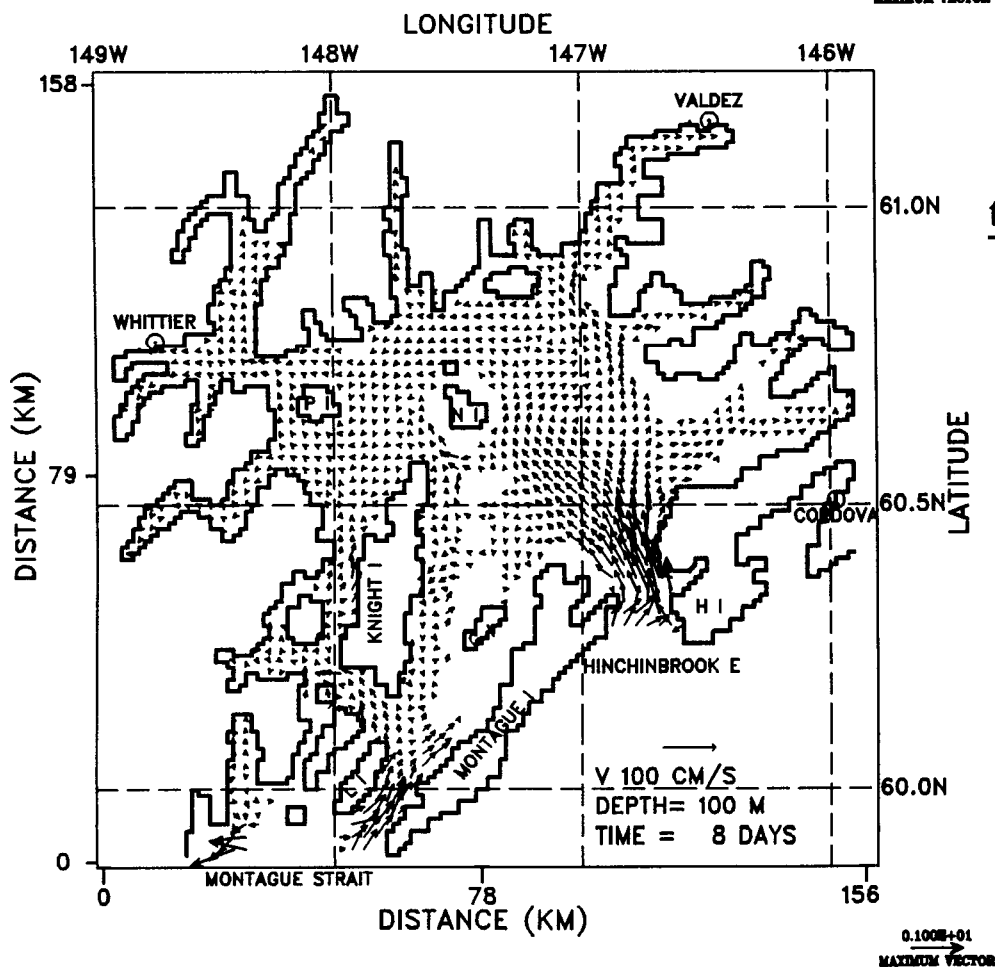 MAXIMUM VECTOR
LONGITUDE
149W 148W 147W 146W
158
VALDEZ
61.0N
WHITTIER
P I
N I
DISTANCE (KM)
79
LATITUDE
60.5N
CORDOVA
KNIGHT I
H I
HINCHINBROOK E
MONTAGUE I
L I
V 100 CM/S
60.0N
DEPTH= 100 M
TIME = 8 DAYS
0
MONTAGUE STRAIT
0 78 156
DISTANCE (KM)
0.100E+01
MAXIMUM VECTOR